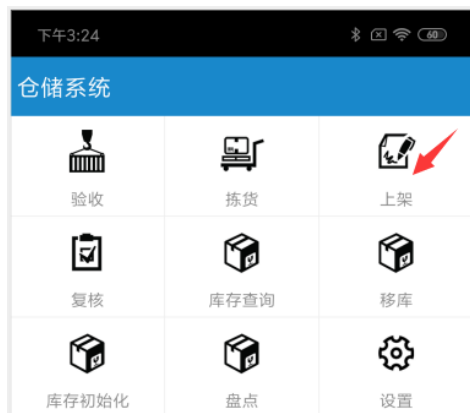 下午3:24 60
仓储系统
验收 拣货 上架
复核 库存查询 移库
库存初始化 盘点 设置